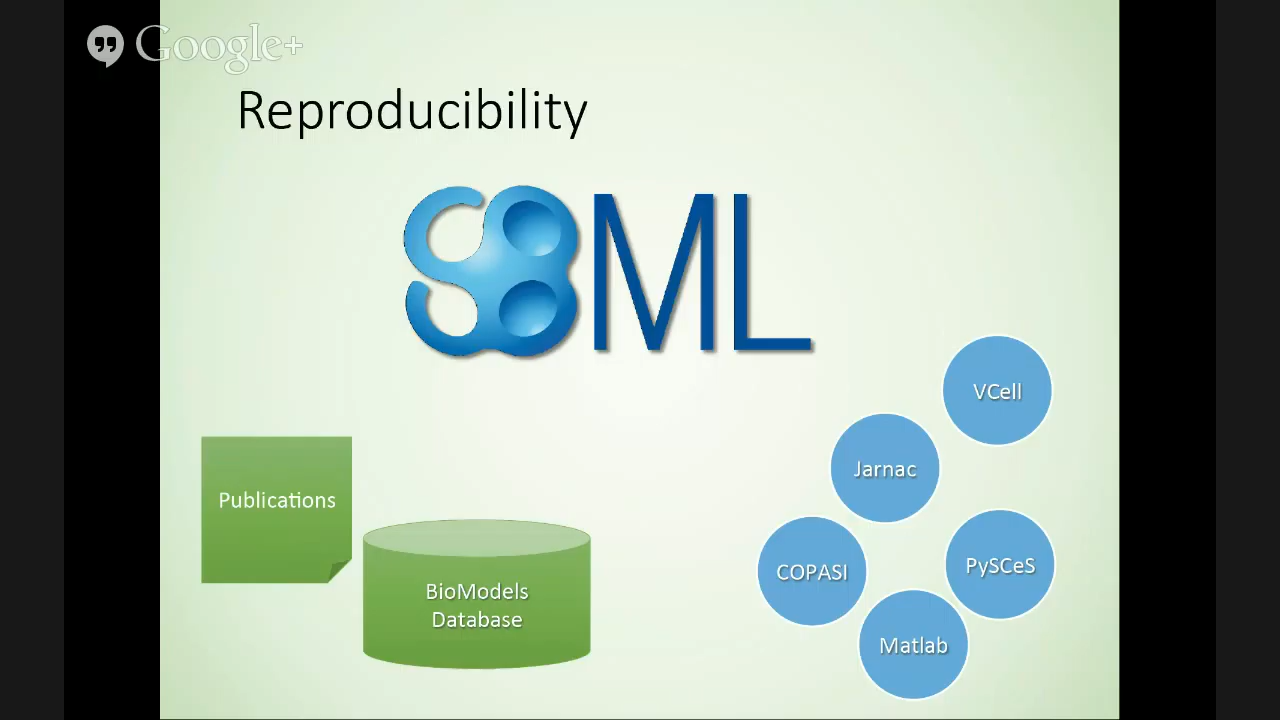 Google+
Reproducibility
SBML
VCell
Jarnac
Publications
COPASI
PySCeS
BioModels
Database
Matlab